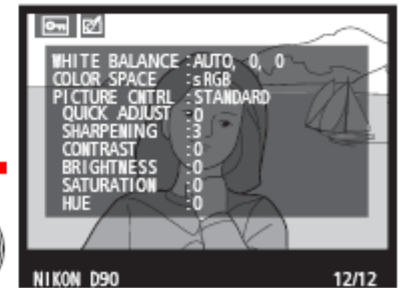 WHITE BALANCE :AUTO, 0, 0
COLOR SPACE :sRGB
PICTURE CNTRL :STANDARD
QUICK ADJUST :0
SHARPENING :3
CONTRAST :0
BRIGHTNESS :0
SATURATION :0
HUE :0
NIKON D90 12/12